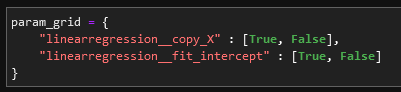 param_grid = {
    "linearregression__copy_X" : [True, False],
    "linearregression__fit_intercept" : [True, False]
}